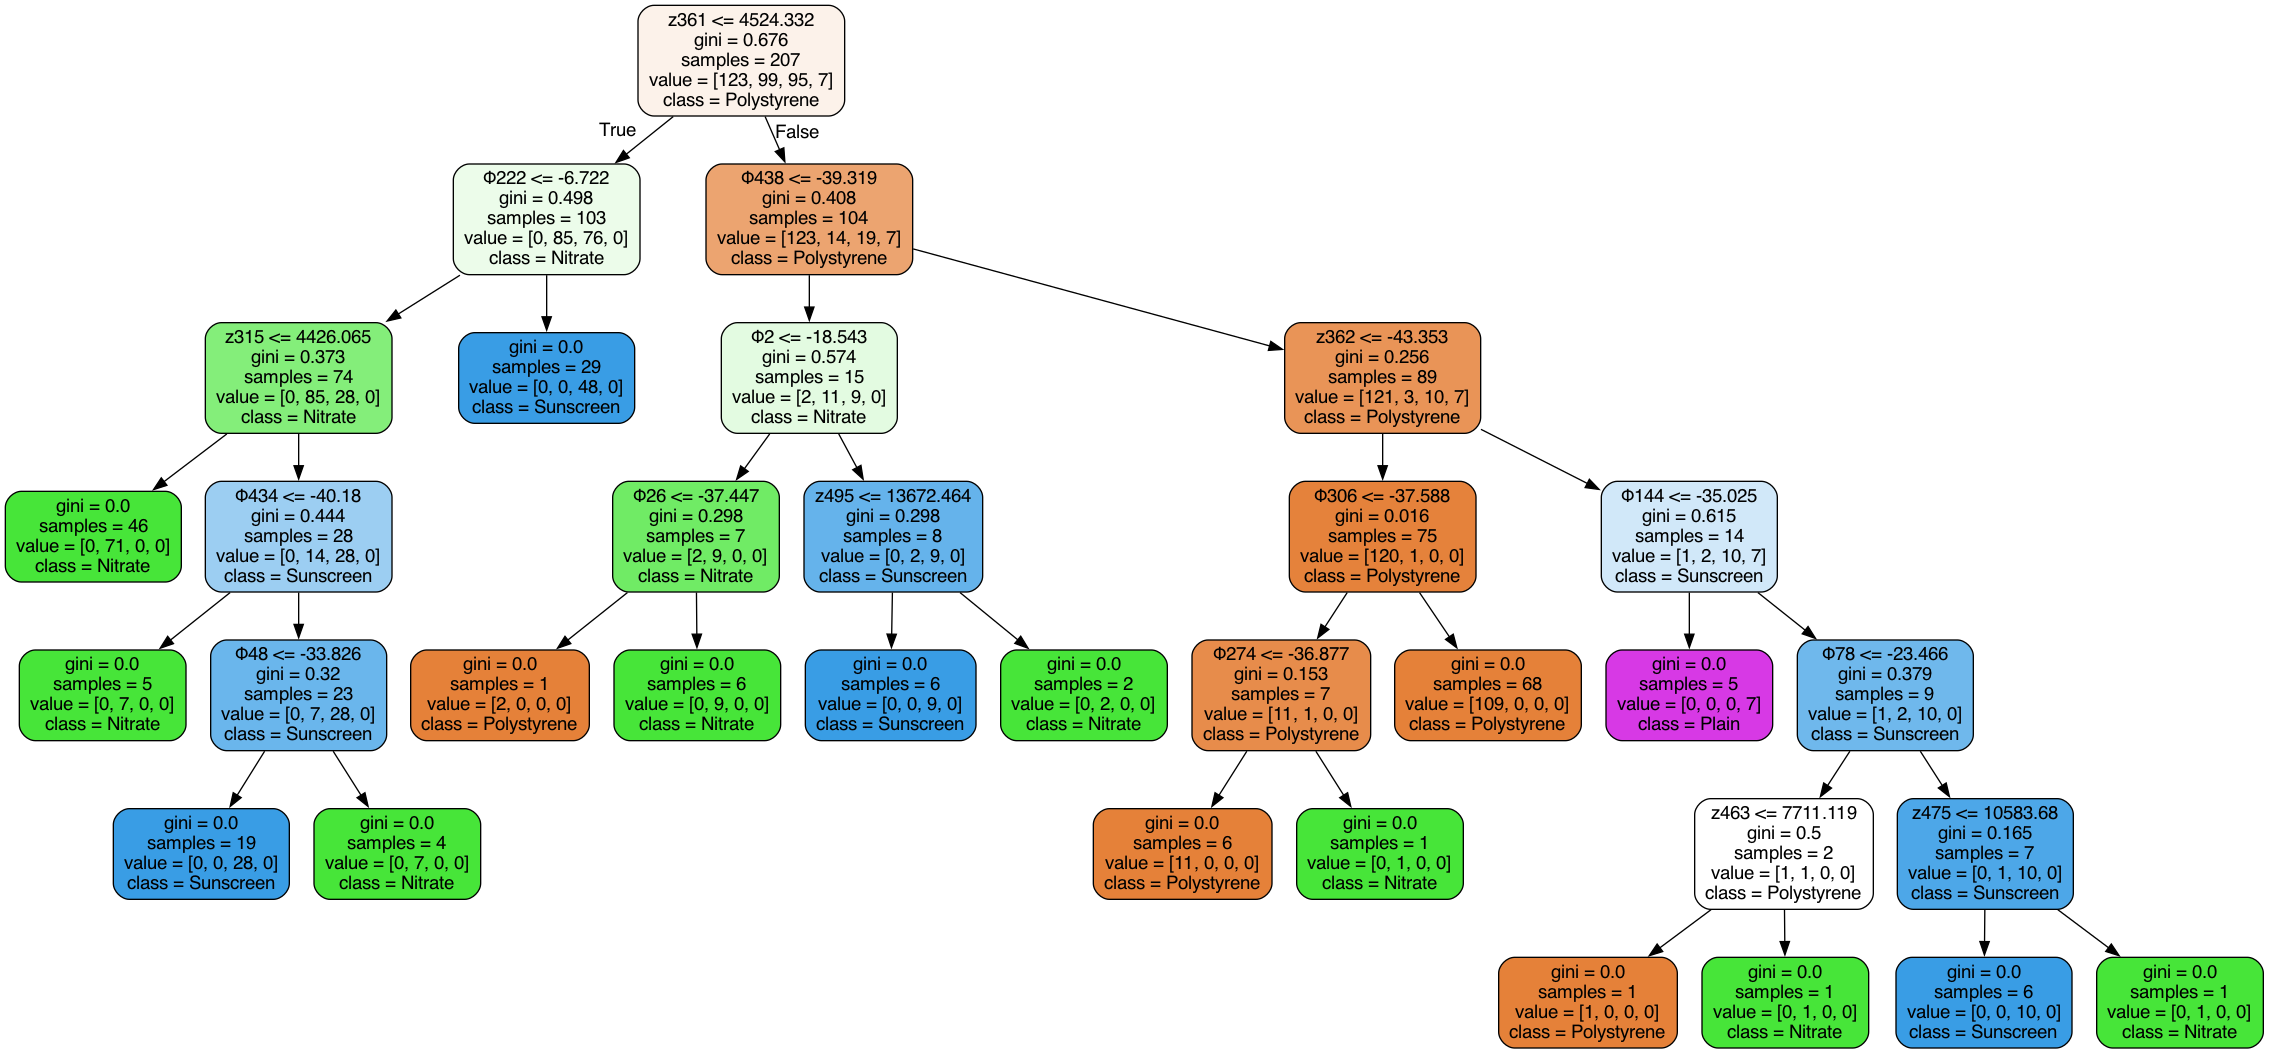 z361 <= 4524.332
gini = 0.676
samples = 207
value = [123, 99, 95, 7]
class = Polystyrene
True
False
Φ222 <= -6.722
gini = 0.498
samples = 103
value = [0, 85, 76, 0]
class = Nitrate
Φ438 <= -39.319
gini = 0.408
samples = 104
value = [123, 14, 19, 7]
class = Polystyrene
z315 <= 4426.065
gini = 0.373
samples = 74
value = [0, 85, 28, 0]
class = Nitrate
gini = 0.0
samples = 29
value = [0, 0, 48, 0]
class = Sunscreen
Φ2 <= -18.543
gini = 0.574
samples = 15
value = [2, 11, 9, 0]
class = Nitrate
z362 <= -43.353
gini = 0.256
samples = 89
value = [121, 3, 10, 7]
class = Polystyrene
gini = 0.0
samples = 46
value = [0, 71, 0, 0]
class = Nitrate
Φ434 <= -40.18
gini = 0.444
samples = 28
value = [0, 14, 28, 0]
class = Sunscreen
Φ26 <= -37.447
gini = 0.298
samples = 7
value = [2, 9, 0, 0]
class = Nitrate
z495 <= 13672.464
gini = 0.298
samples = 8
value = [0, 2, 9, 0]
class = Sunscreen
Φ306 <= -37.588
gini = 0.016
samples = 75
value = [120, 1, 0, 0]
class = Polystyrene
Φ144 <= -35.025
gini = 0.615
samples = 14
value = [1, 2, 10, 7]
class = Sunscreen
gini = 0.0
samples = 5
value = [0, 7, 0, 0]
class = Nitrate
Φ48 <= -33.826
gini = 0.32
samples = 23
value = [0, 7, 28, 0]
class = Sunscreen
gini = 0.0
samples = 1
value = [2, 0, 0, 0]
class = Polystyrene
gini = 0.0
samples = 6
value = [0, 9, 0, 0]
class = Nitrate
gini = 0.0
samples = 6
value = [0, 0, 9, 0]
class = Sunscreen
gini = 0.0
samples = 2
value = [0, 2, 0, 0]
class = Nitrate
Φ274 <= -36.877
gini = 0.153
samples = 7
value = [11, 1, 0, 0]
class = Polystyrene
gini = 0.0
samples = 68
value = [109, 0, 0, 0]
class = Polystyrene
gini = 0.0
samples = 5
value = [0, 0, 0, 7]
class = Plain
Φ78 <= -23.466
gini = 0.379
samples = 9
value = [1, 2, 10, 0]
class = Sunscreen
gini = 0.0
samples = 19
value = [0, 0, 28, 0]
class = Sunscreen
gini = 0.0
samples = 4
value = [0, 7, 0, 0]
class = Nitrate
gini = 0.0
samples = 6
value = [11, 0, 0, 0]
class = Polystyrene
gini = 0.0
samples = 1
value = [0, 1, 0, 0]
class = Nitrate
z463 <= 7711.119
gini = 0.5
samples = 2
value = [1, 1, 0, 0]
class = Polystyrene
z475 <= 10583.68
gini = 0.165
samples = 7
value = [0, 1, 10, 0]
class = Sunscreen
gini = 0.0
samples = 1
value = [1, 0, 0, 0]
class = Polystyrene
gini = 0.0
samples = 1
value = [0, 1, 0, 0]
class = Nitrate
gini = 0.0
samples = 6
value = [0, 0, 10, 0]
class = Sunscreen
gini = 0.0
samples = 1
value = [0, 1, 0, 0]
class = Nitrate